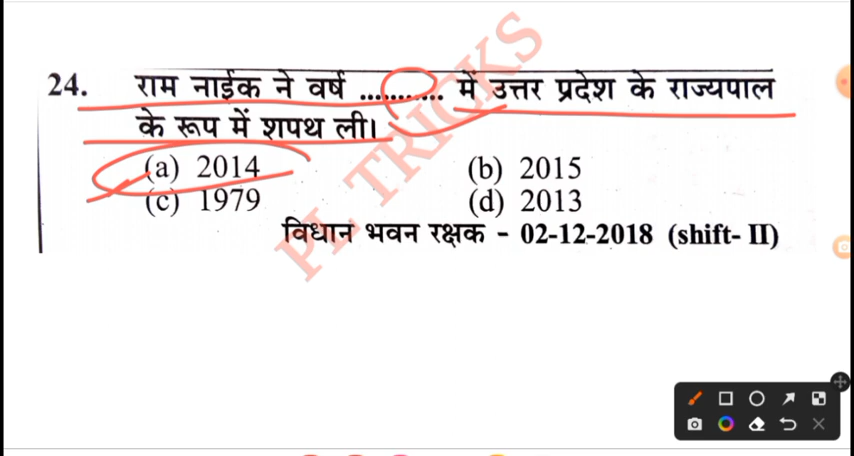 24. राम नाईक ने वर्ष .......... में उत्तर प्रदेश के राज्यपाल
के रूप में शपथ ली।
(a) 2014 (b) 2015
(c) 1979 (d) 2013
विधान भवन रक्षक - 02-12-2018 (shift- II)
PL TRICKS